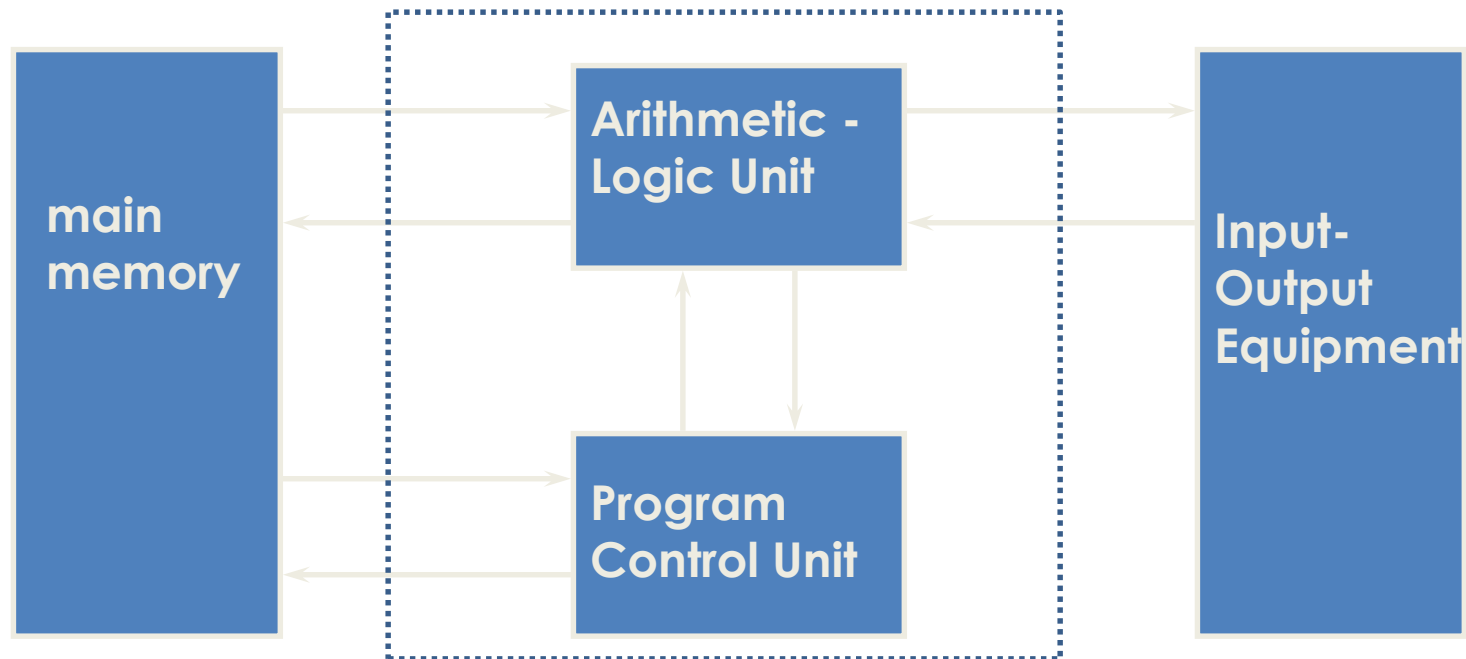 main
memory
Arithmetic -
Logic Unit
Program
Control Unit
Input-
Output
Equipment